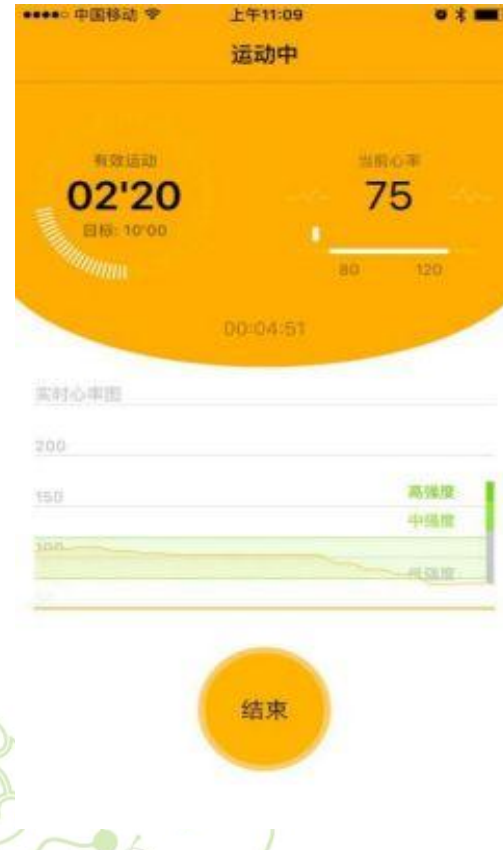 中国移动 上午11:09
运动中
有效运动
02'20
目标: 10'00
当前心率
75
80 120
00:04:51
实时心率图
200
150
高强度
中强度
100
低强度
结束